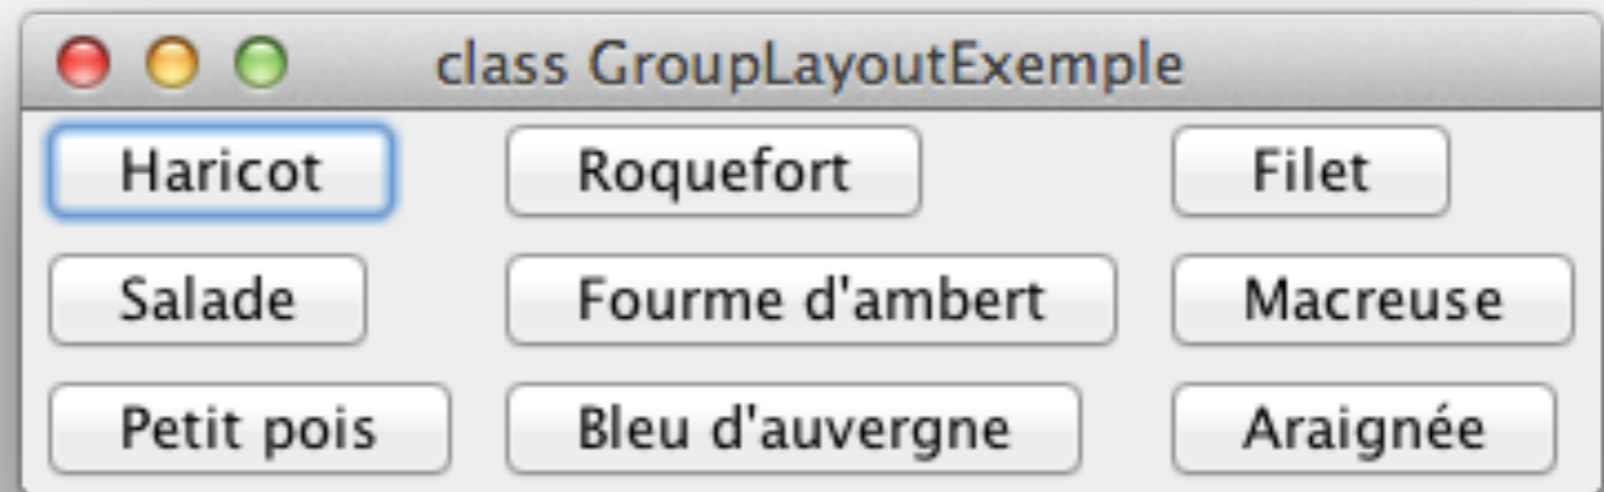 class GroupLayoutExemple
Haricot Roquefort Filet
Salade Fourme d'ambert Macreuse
Petit pois Bleu d'auvergne Araignée